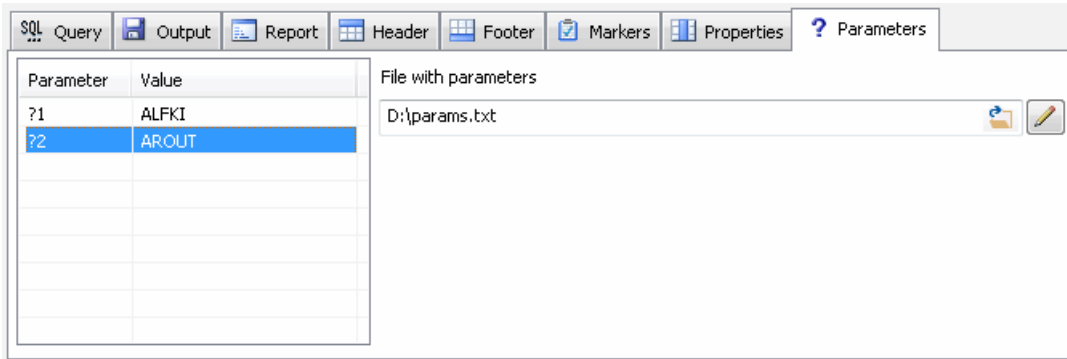 SQL Query Output Report Header Footer Markers Properties ? Parameters
Parameter Value
?1 ALFKI
?2 AROUT
File with parameters
D:\params.txt